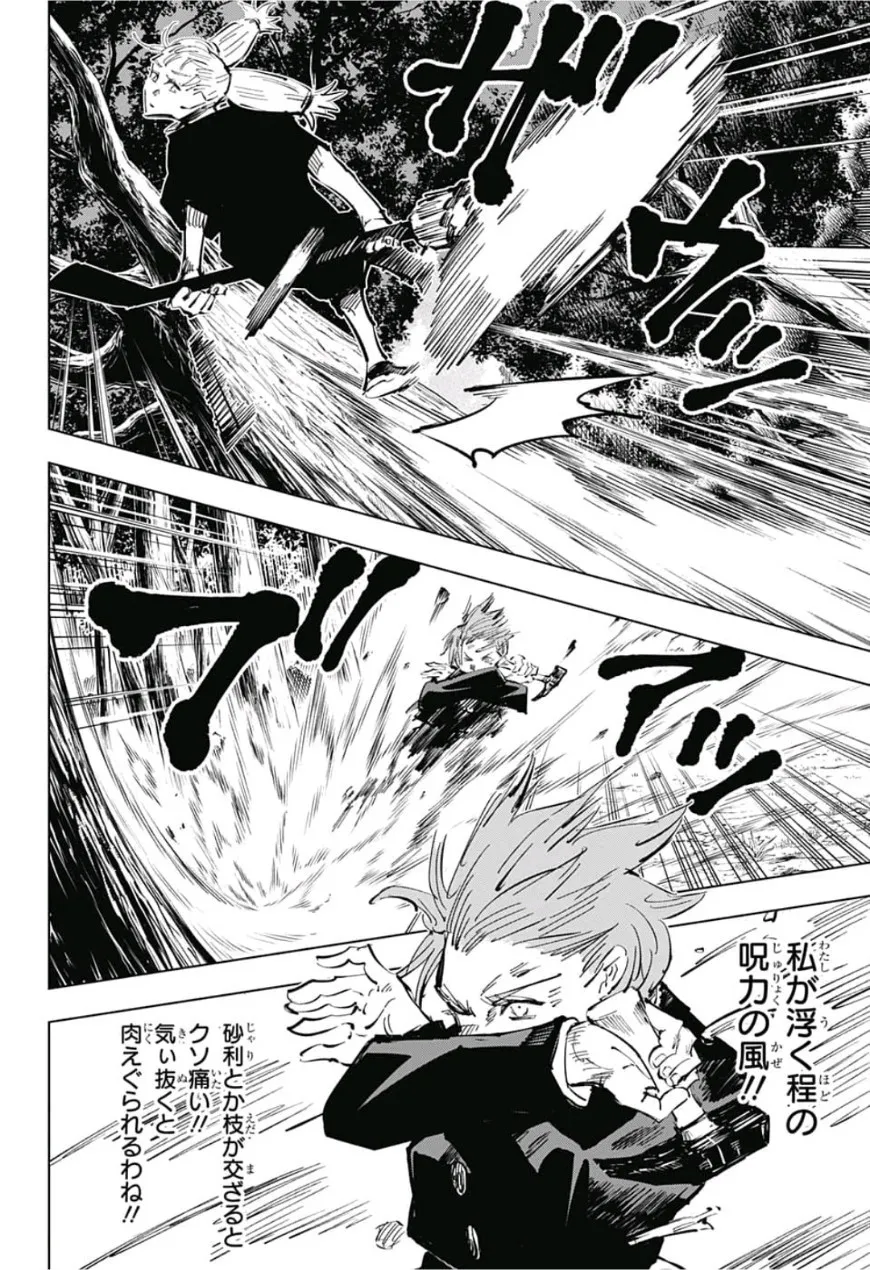 ザウッ
ブアッ
私が浮く程の
呪力の風!!
砂利とか枝が交ざると
クソ痛い!!
気ぃ抜くと
肉えぐられるわね!!